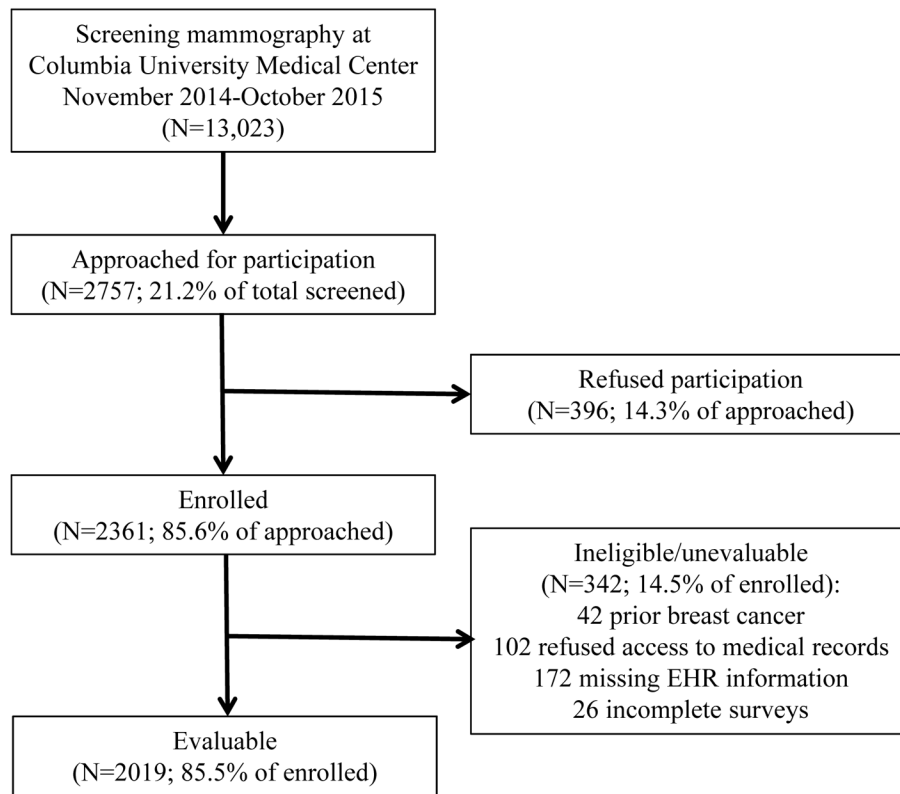 Screening mammography at
Columbia University Medical Center
November 2014-October 2015
(N=13,023)
Approached for participation
(N=2757; 21.2% of total screened)
Refused participation
(N=396; 14.3% of approached)
Enrolled
(N=2361; 85.6% of approached)
Ineligible/unevaluable
(N=342; 14.5% of enrolled):
42 prior breast cancer
102 refused access to medical records
172 missing EHR information
26 incomplete surveys
Evaluable
(N=2019; 85.5% of enrolled)